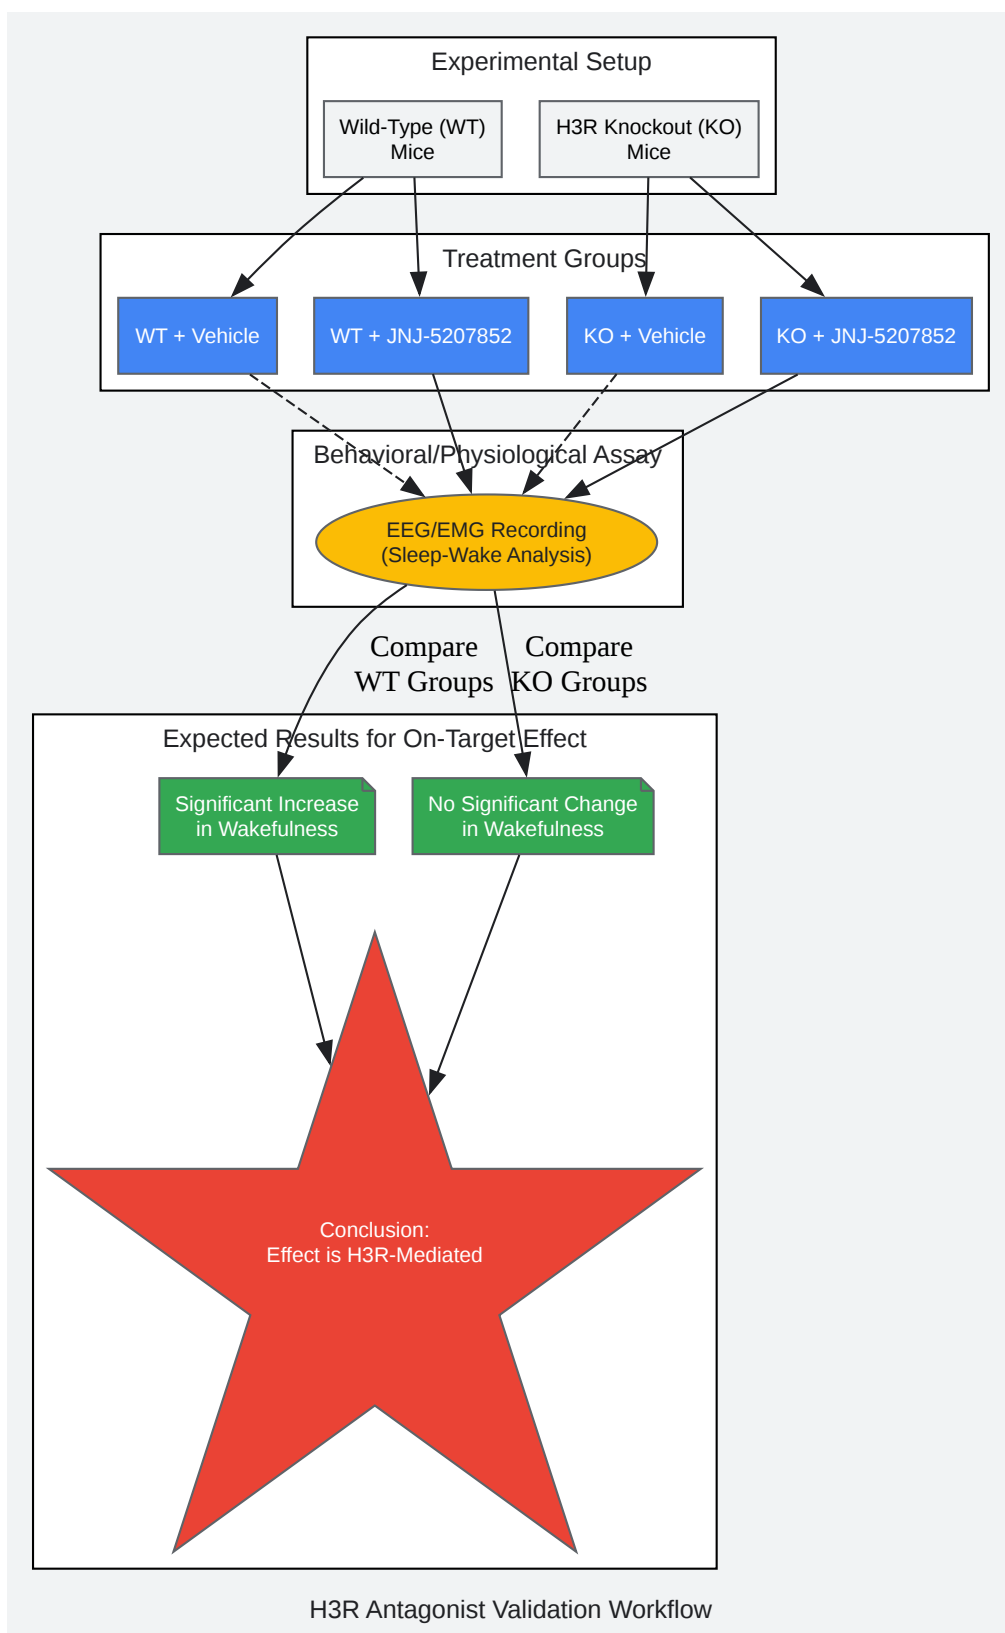 Experimental Setup
Wild-Type (WT)
Mice
H3R Knockout (KO)
Mice
Treatment Groups
WT + Vehicle
WT + JNJ-5207852
KO + Vehicle
KO + JNJ-5207852
Behavioral/Physiological Assay
EEG/EMG Recording
(Sleep-Wake Analysis)
Compare
WT Groups
Compare
KO Groups
Expected Results for On-Target Effect
Significant Increase
in Wakefulness
No Significant Change
in Wakefulness
Conclusion:
Effect is H3R-Mediated
H3R Antagonist Validation Workflow